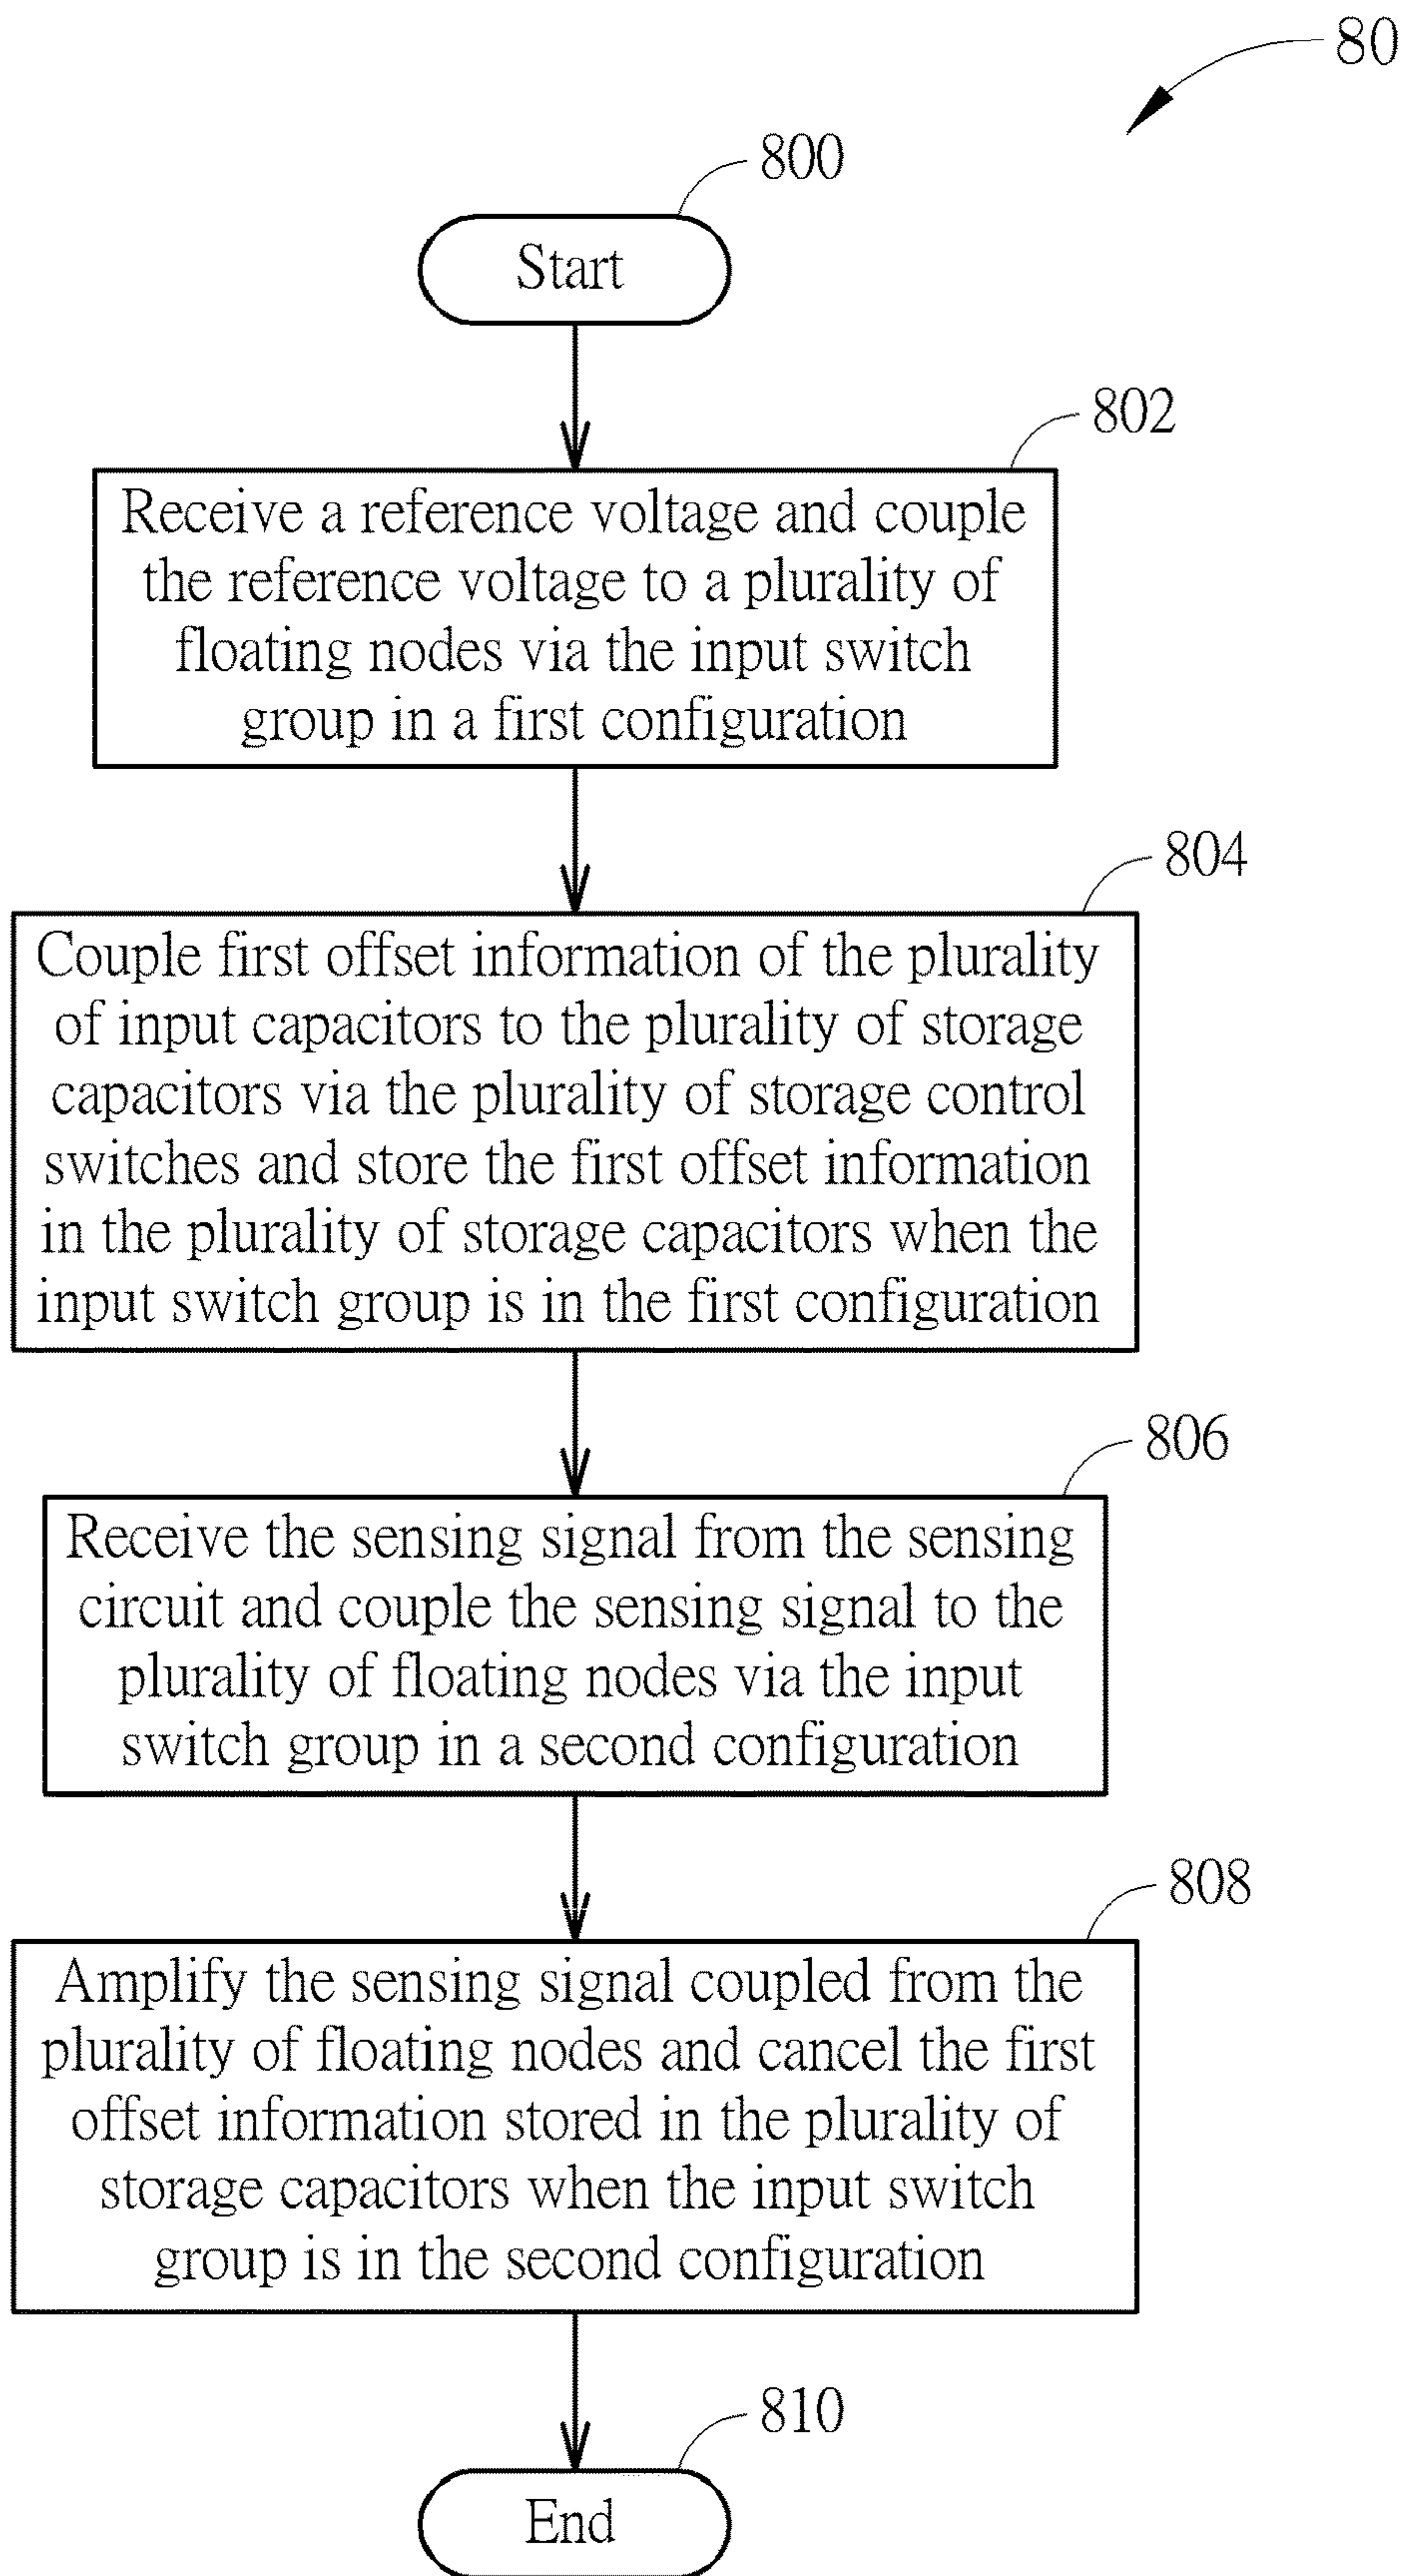 80
800
Start
802
Receive a reference voltage and couple
the reference voltage to a plurality of
floating nodes via the input switch
group in a first configuration
804
Couple first offset information of the plurality
of input capacitors to the plurality of storage
capacitors via the plurality of storage control
switches and store the first offset information
in the plurality of storage capacitors when the
input switch group is in the first configuration
806
Receive the sensing signal from the sensing
circuit and couple the sensing signal to the
plurality of floating nodes via the input
switch group in a second configuration
808
Amplify the sensing signal coupled from the
plurality of floating nodes and cancel the first
offset information stored in the plurality of
storage capacitors when the input switch
group is in the second configuration
810
End